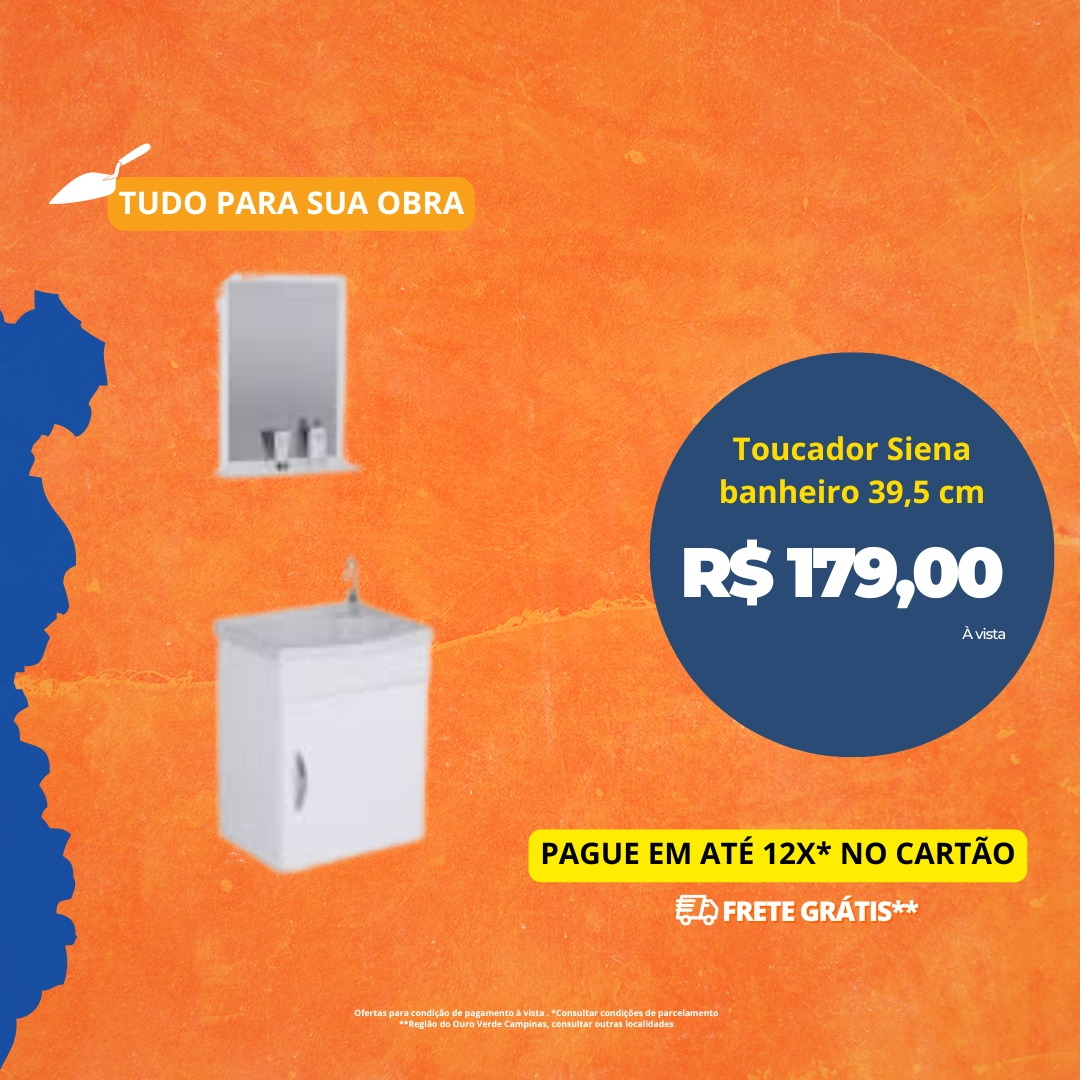 TUDO PARA SUA OBRA
Toucador Siena
banheiro 39,5 cm
R$ 179,00
À vista
PAGUE EM ATÉ 12X* NO CARTÃO
FRETE GRÁTIS**
Ofertas para condição de pagamento à vista . *Consultar condições de parcelamento
**Região do Ouro Verde Campinas, consultar outras localidades